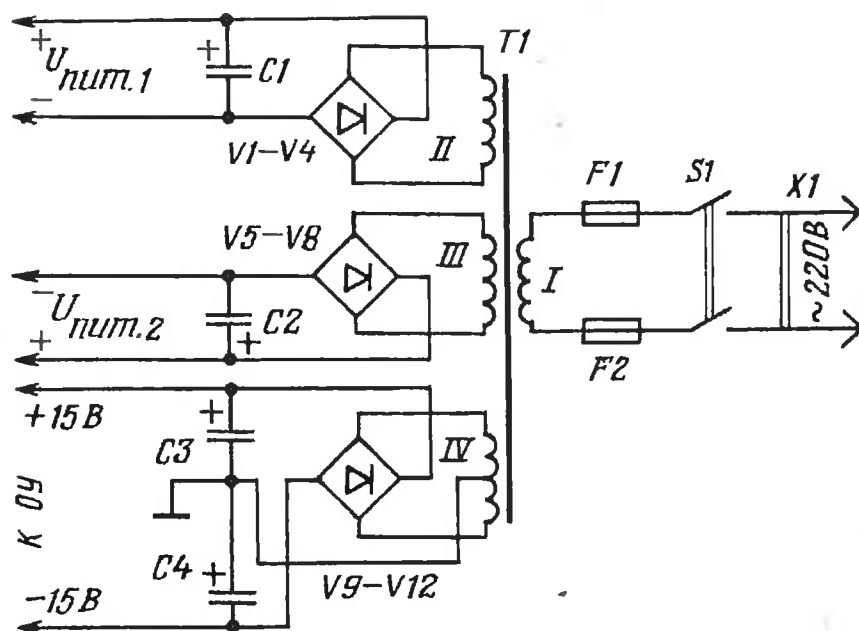 +
U пит.1
−
+
C1
V1–V4
II
T1
V5–V8
III
−
U пит.2
+
C2
+
I
F1
F2
S1
X1
~220В
+15В
C3
+
К ОУ
C4
+
−15В
IV
V9–V12